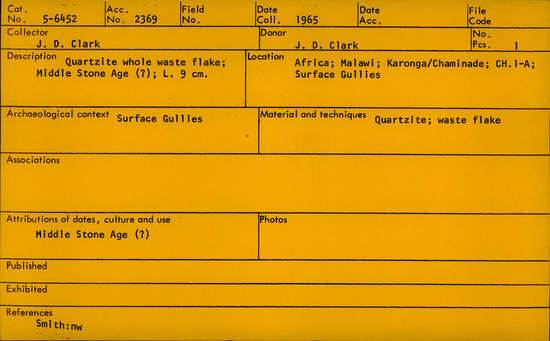 Cat. No. 5-6452 Acc. No. 2369 Field No. Date Coll. 1965 Date Acc. File Code
Collector J. D. Clark Donor J. D. Clark No. Pcs. 1
Description Quartzite whole waste flake;
Middle Stone Age (?); L. 9 cm.
Location Africa; Malawi; Karonga/Chaminade; CH.1-A;
Surface Gullies
Archaeological context Surface Gullies
Material and techniques Quartzite; waste flake
Associations
Attributions of dates, culture and use
Middle Stone Age (?)
Photos
Published
Exhibited
References
Smith:nw